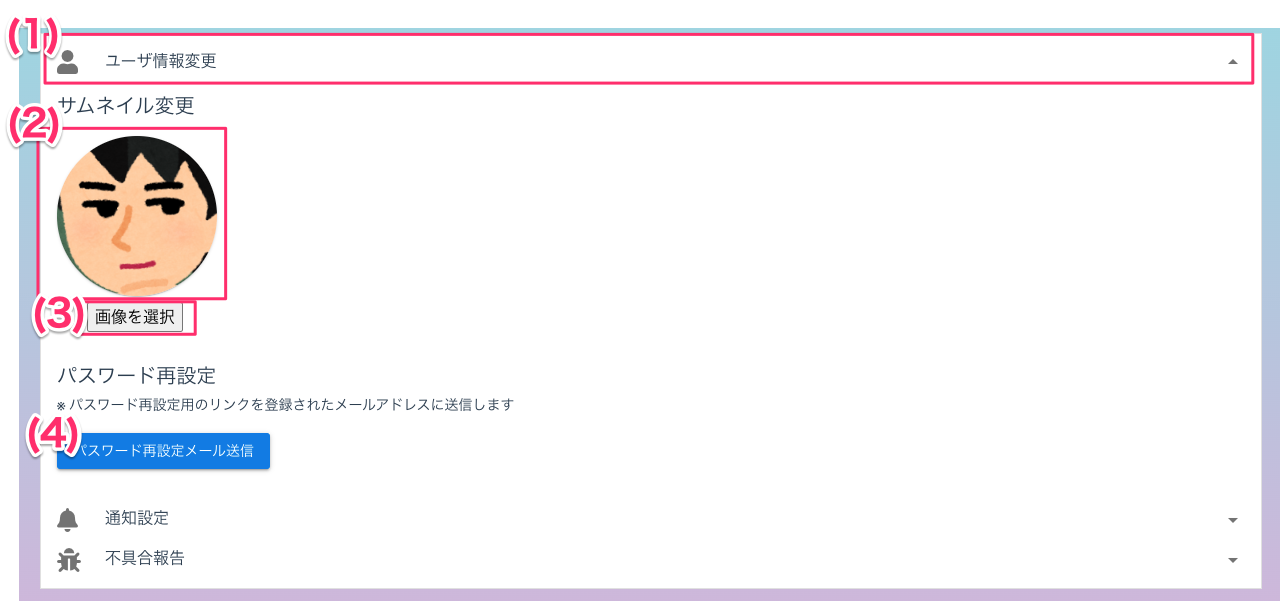 (1)
ユーザ情報変更
サムネイル変更
(2)
(3)
画像を選択
パスワード再設定
※パスワード再設定用のリンクを登録されたメールアドレスに送信します
(4)
パスワード再設定メール送信
通知設定
不具合報告